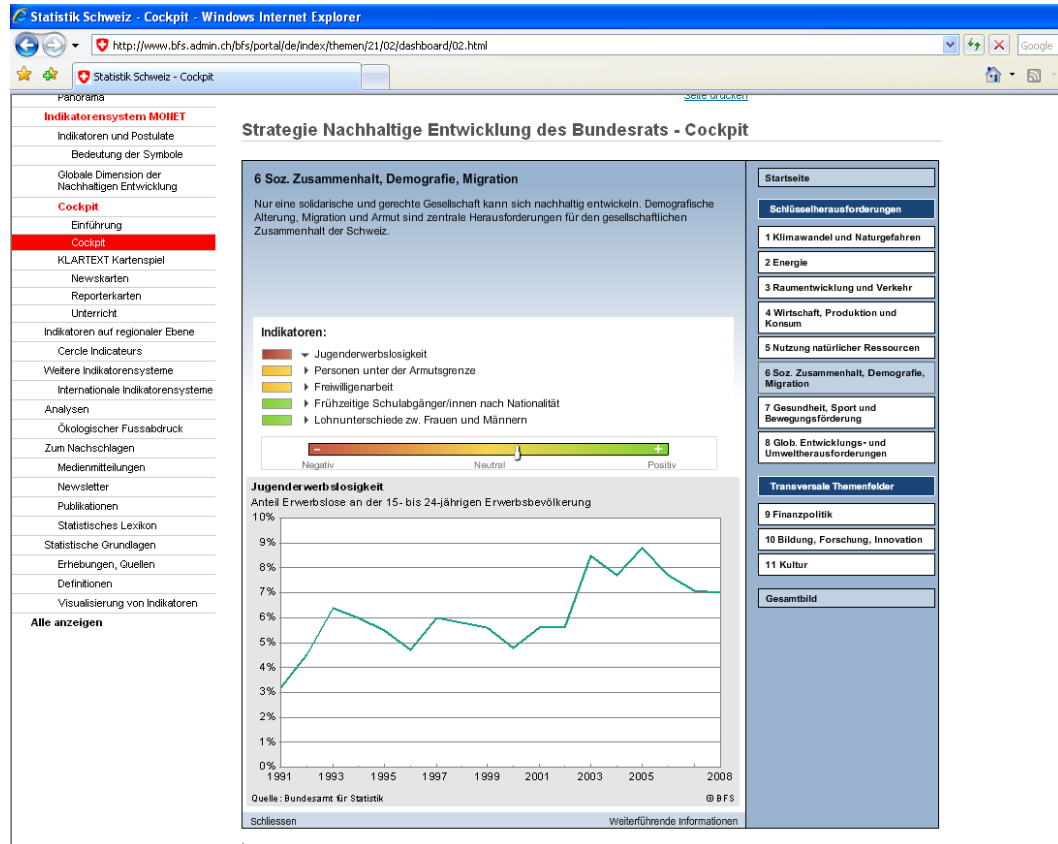 Statistik Schweiz - Cockpit - Windows Internet Explorer
http://www.bfs.admin.ch/bfs/portal/de/index/themen/21/02/dashboard/02.html
Google
Statistik Schweiz - Cockpit
Panorama
Indikatorensystem MONET
Indikatoren und Postulate
Bedeutung der Symbole
Globale Dimension der
Nachhaltigen Entwicklung
Cockpit
Einführung
Cockpit
KLARTEXT Kartenspiel
Newskarten
Reporterkarten
Unterricht
Indikatoren auf regionaler Ebene
Cercle Indicateurs
Weitere Indikatorensysteme
Internationale Indikatorensysteme
Analysen
Ökologischer Fussabdruck
Zum Nachschlagen
Medienmitteilungen
Newsletter
Publikationen
Statistisches Lexikon
Statistische Grundlagen
Erhebungen, Quellen
Definitionen
Visualisierung von Indikatoren
Alle anzeigen
Seite drucken
Strategie Nachhaltige Entwicklung des Bundesrats - Cockpit
6 Soz. Zusammenhalt, Demografie, Migration
Nur eine solidarische und gerechte Gesellschaft kann sich nachhaltig entwickeln. Demografische
Alterung, Migration und Armut sind zentrale Herausforderungen für den gesellschaftlichen
Zusammenhalt der Schweiz.
Indikatoren:
Jugenderwerbslosigkeit
Personen unter der Armutsgrenze
Freiwilligenarbeit
Frühzeitige Schulabgänger/innen nach Nationalität
Lohnunterschiede zw. Frauen und Männern
- +
Negativ Neutral Positiv
Jugenderwerbslosigkeit
Anteil Erwerbslose an der 15- bis 24-jährigen Erwerbsbevölkerung
10%
9%
8%
7%
6%
5%
4%
3%
2%
1%
0%
1991 1993 1995 1997 1999 2001 2003 2005 2008
Quelle: Bundesamt für Statistik © BFS
Schliessen Weiterführende Informationen
Startseite
Schlüsselherausforderungen
1 Klimawandel und Naturgefahren
2 Energie
3 Raumentwicklung und Verkehr
4 Wirtschaft, Produktion und
Konsum
5 Nutzung natürlicher Ressourcen
6 Soz. Zusammenhalt, Demografie,
Migration
7 Gesundheit, Sport und
Bewegungsförderung
8 Glob. Entwicklungs- und
Umweltherausforderungen
Transversale Themenfelder
9 Finanzpolitik
10 Bildung, Forschung, Innovation
11 Kultur
Gesamtbild